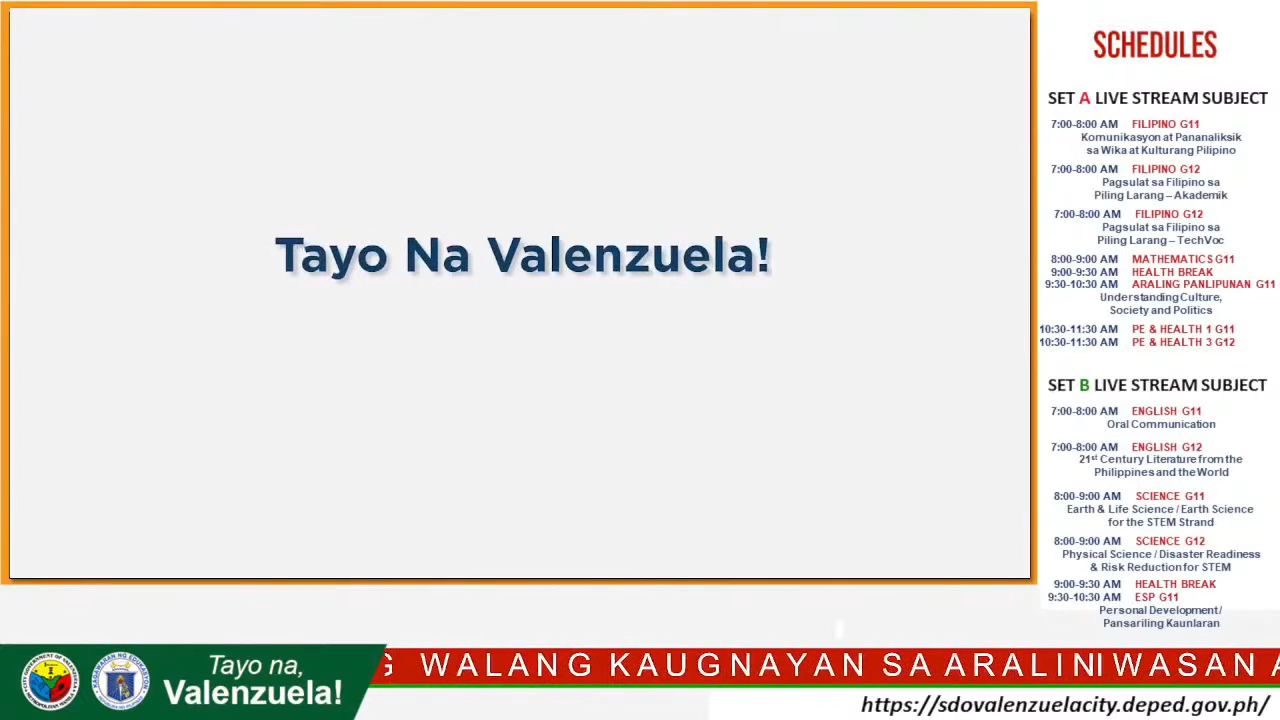 Tayo Na Valenzuela!
SCHEDULES
SET A LIVE STREAM SUBJECT
7:00-8:00 AM FILIPINO G11
Komunikasyon at Pananaliksik
sa Wika at Kulturang Pilipino
7:00-8:00 AM FILIPINO G12
Pagsulat sa Filipino sa
Piling Larang – Akademik
7:00-8:00 AM FILIPINO G12
Pagsulat sa Filipino sa
Piling Larang – TechVoc
8:00-9:00 AM MATHEMATICS G11
9:00-9:30 AM HEALTH BREAK
9:30-10:30 AM ARALING PANLIPUNAN G11
Understanding Culture,
Society and Politics
10:30-11:30 AM PE & HEALTH 1 G11
10:30-11:30 AM PE & HEALTH 3 G12
SET B LIVE STREAM SUBJECT
7:00-8:00 AM ENGLISH G11
Oral Communication
7:00-8:00 AM ENGLISH G12
21st Century Literature from the
Philippines and the World
8:00-9:00 AM SCIENCE G11
Earth & Life Science / Earth Science
for the STEM Strand
8:00-9:00 AM SCIENCE G12
Physical Science / Disaster Readiness
& Risk Reduction for STEM
9:00-9:30 AM HEALTH BREAK
9:30-10:30 AM ESP G11
Personal Development/
Pansariling Kaunlaran
Tayo na,
Valenzuela!
G WALANG KAUGNAYAN SA ARALIN IWASAN A
https://sdovalenzuelacity.deped.gov.ph/